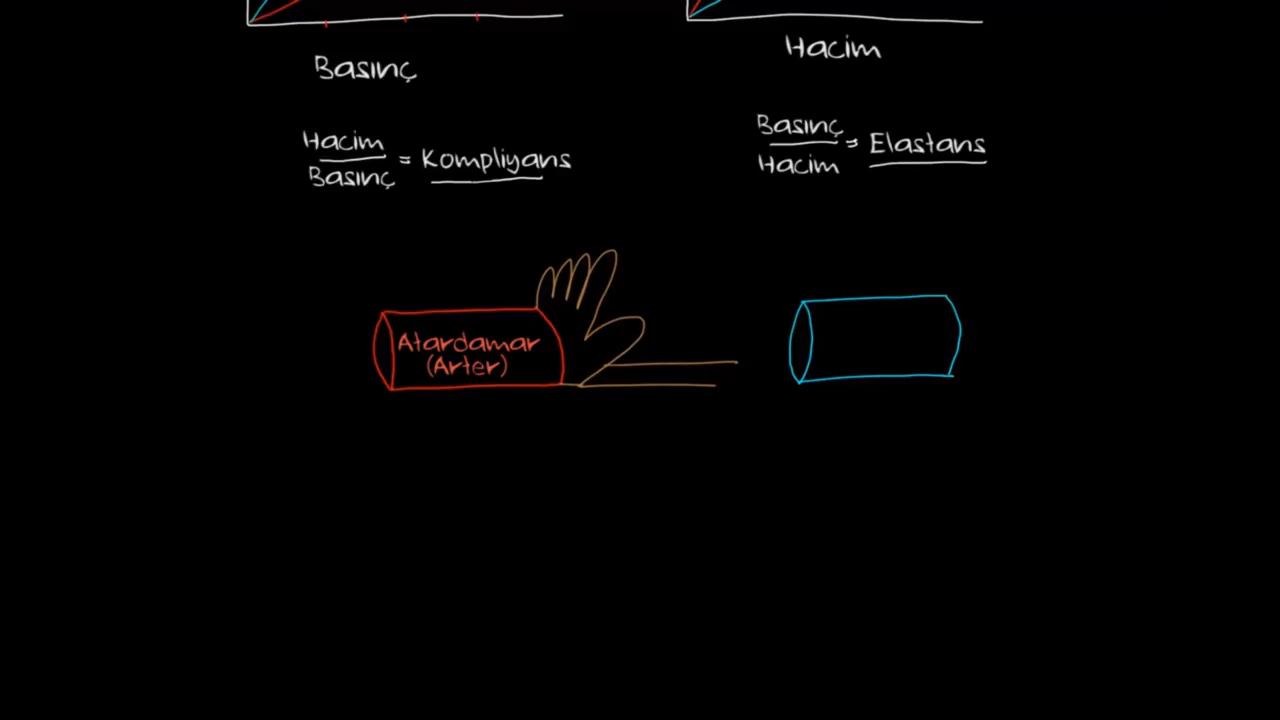 Basınç
Hacim
Hacim
Basınç
= Kompliyans
Basınç
Hacim
= Elastans
Atardamar
(Arter)